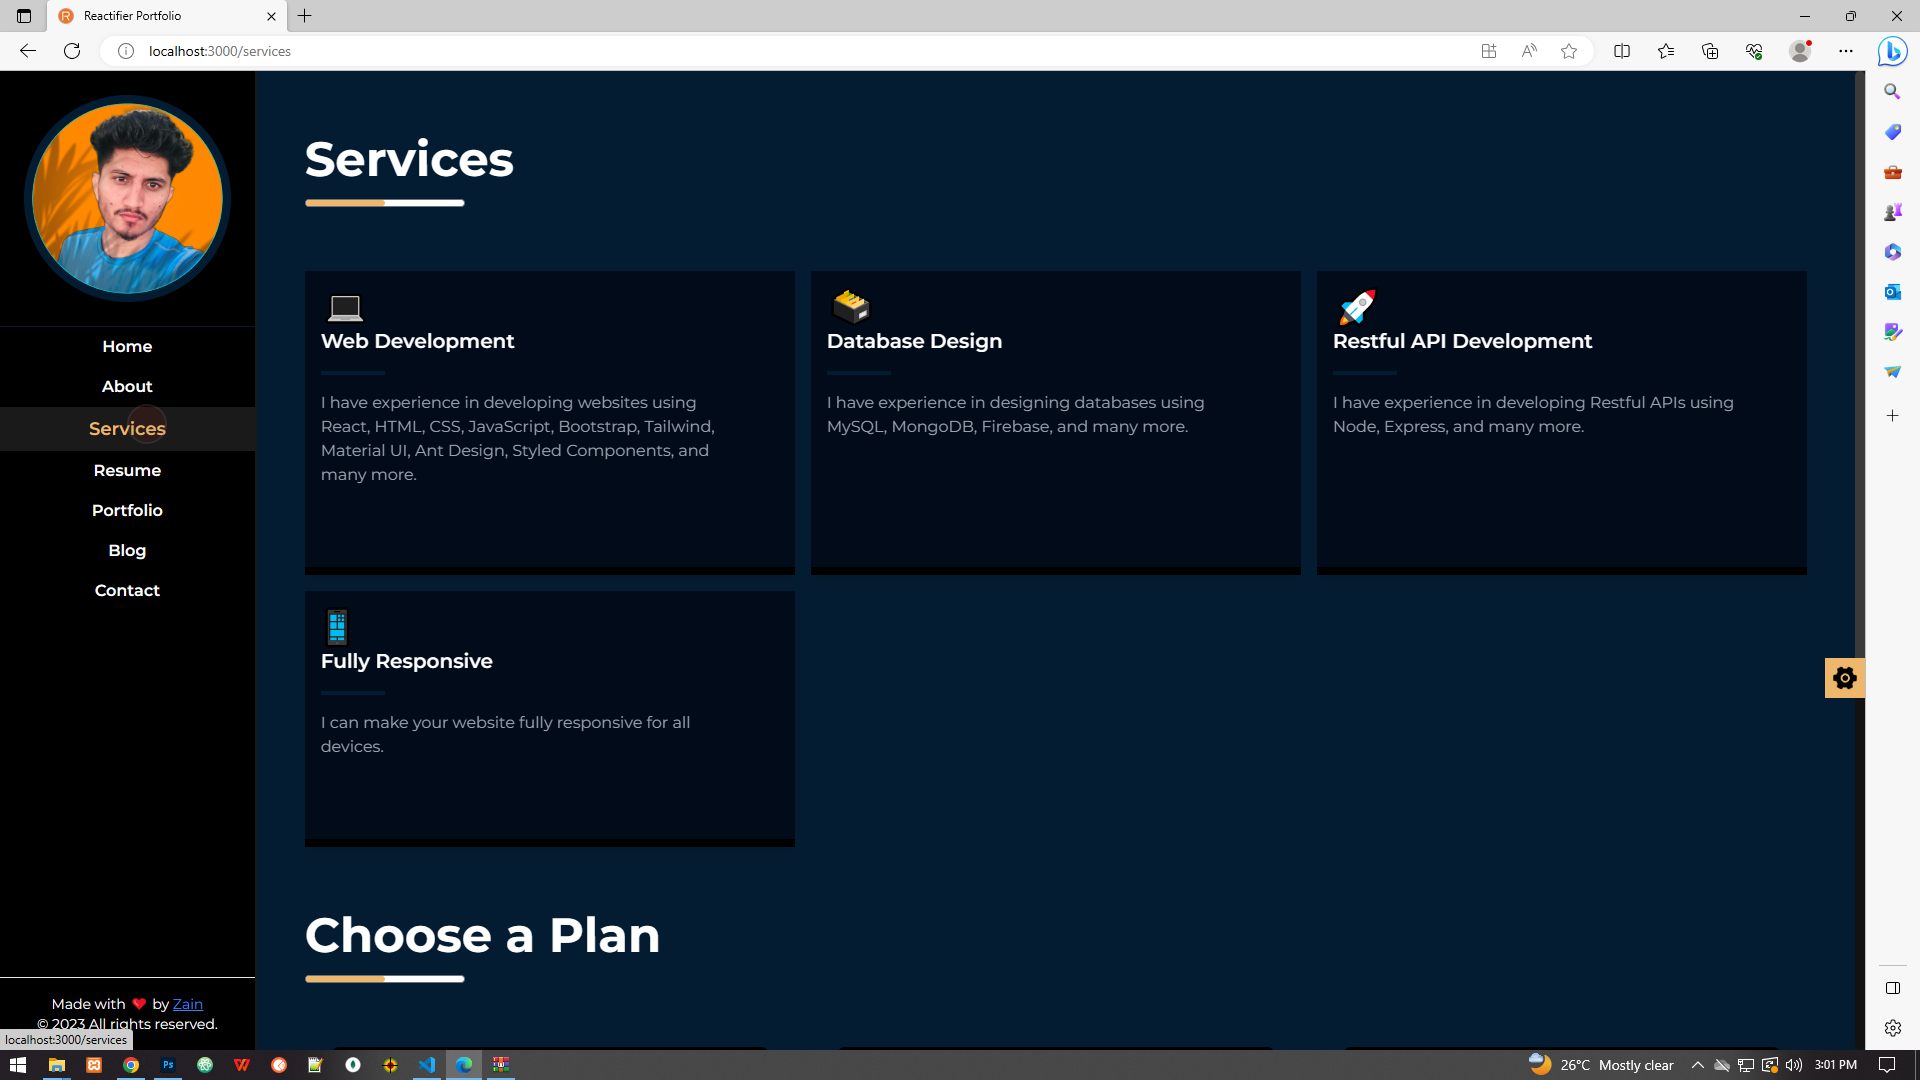 Reactifier Portfolio
localhost:3000/services
Home
About
Services
Resume
Portfolio
Blog
Contact
Made with ❤ by Zain
© 2023 All rights reserved.
localhost:3000/services
Services
Web Development
I have experience in developing websites using
React, HTML, CSS, JavaScript, Bootstrap, Tailwind,
Material UI, Ant Design, Styled Components, and
many more.
Database Design
I have experience in designing databases using
MySQL, MongoDB, Firebase, and many more.
Restful API Development
I have experience in developing Restful APIs using
Node, Express, and many more.
Fully Responsive
I can make your website fully responsive for all
devices.
Choose a Plan
26°C Mostly clear
3:01 PM